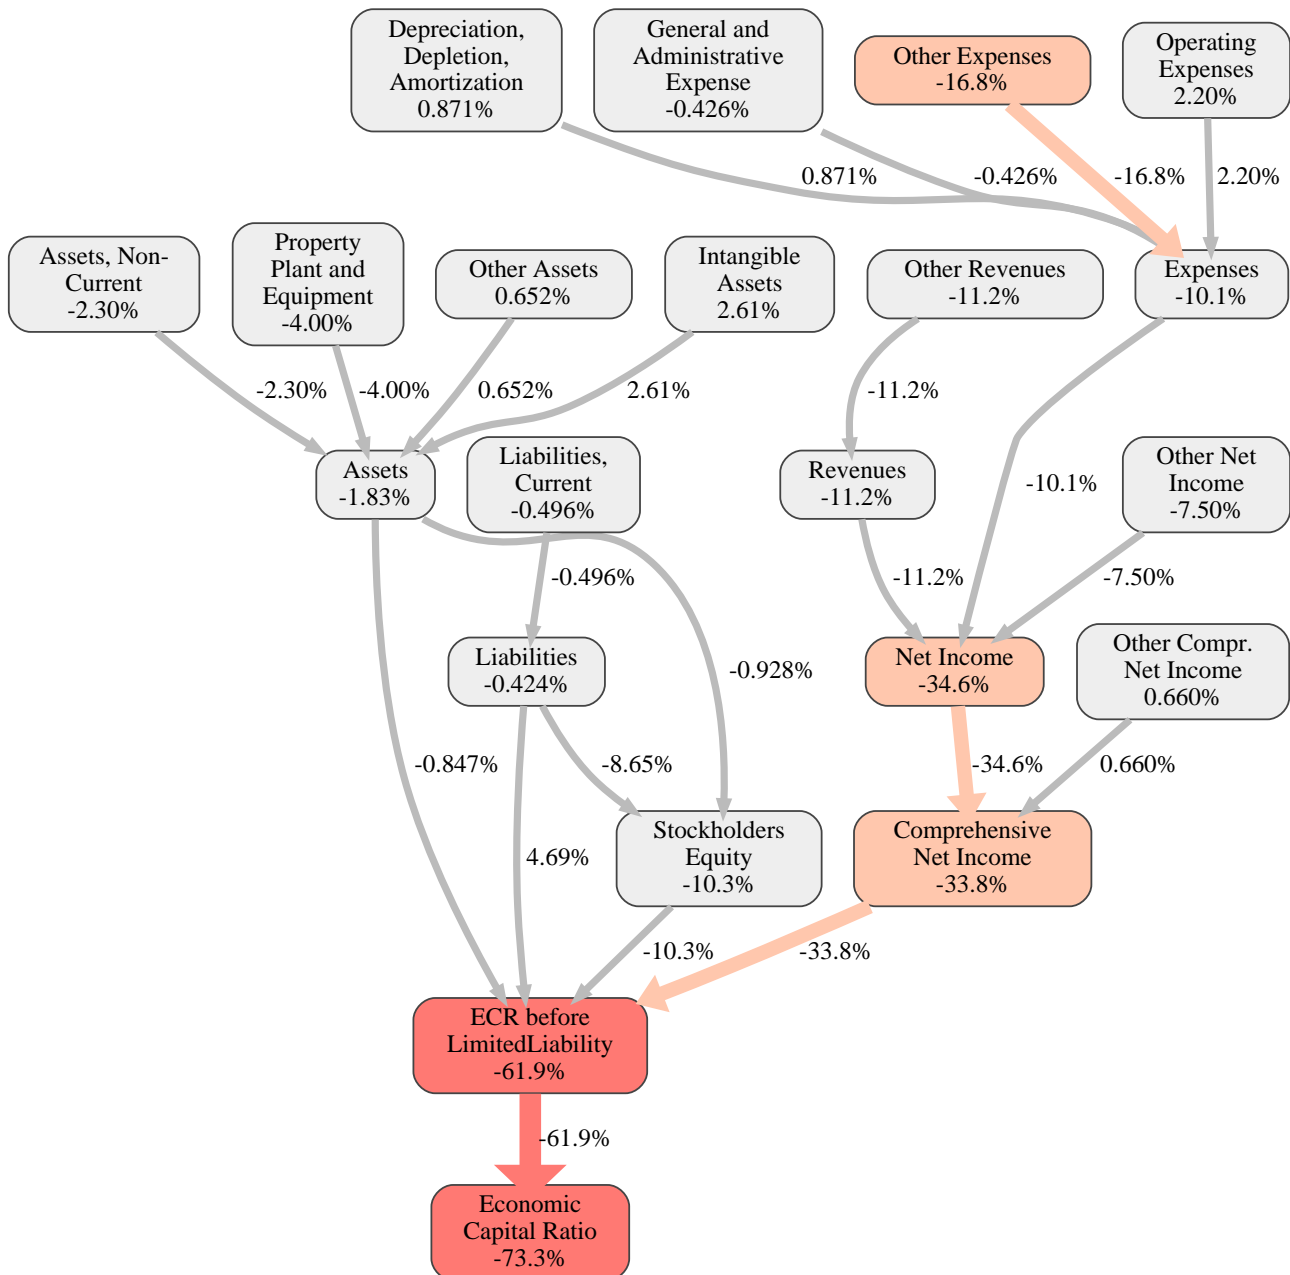 Depreciation,
Depletion,
Amortization
0.871%
General and
Administrative
Expense
-0.426%
Other Expenses
-16.8%
Operating
Expenses
2.20%
0.871%
-0.426%
-16.8%
2.20%
Assets, Non-
Current
-2.30%
Property
Plant and
Equipment
-4.00%
Other Assets
0.652%
Intangible
Assets
2.61%
Other Revenues
-11.2%
Expenses
-10.1%
-2.30%
-4.00%
0.652%
2.61%
-11.2%
Assets
-1.83%
Liabilities,
Current
-0.496%
Revenues
-11.2%
-10.1%
Other Net
Income
-7.50%
-0.496%
-11.2%
-7.50%
Liabilities
-0.424%
-0.928%
Net Income
-34.6%
Other Compr.
Net Income
0.660%
-0.847%
-8.65%
-34.6%
0.660%
4.69%
Stockholders
Equity
-10.3%
Comprehensive
Net Income
-33.8%
-10.3%
-33.8%
ECR before
LimitedLiability
-61.9%
-61.9%
Economic
Capital Ratio
-73.3%